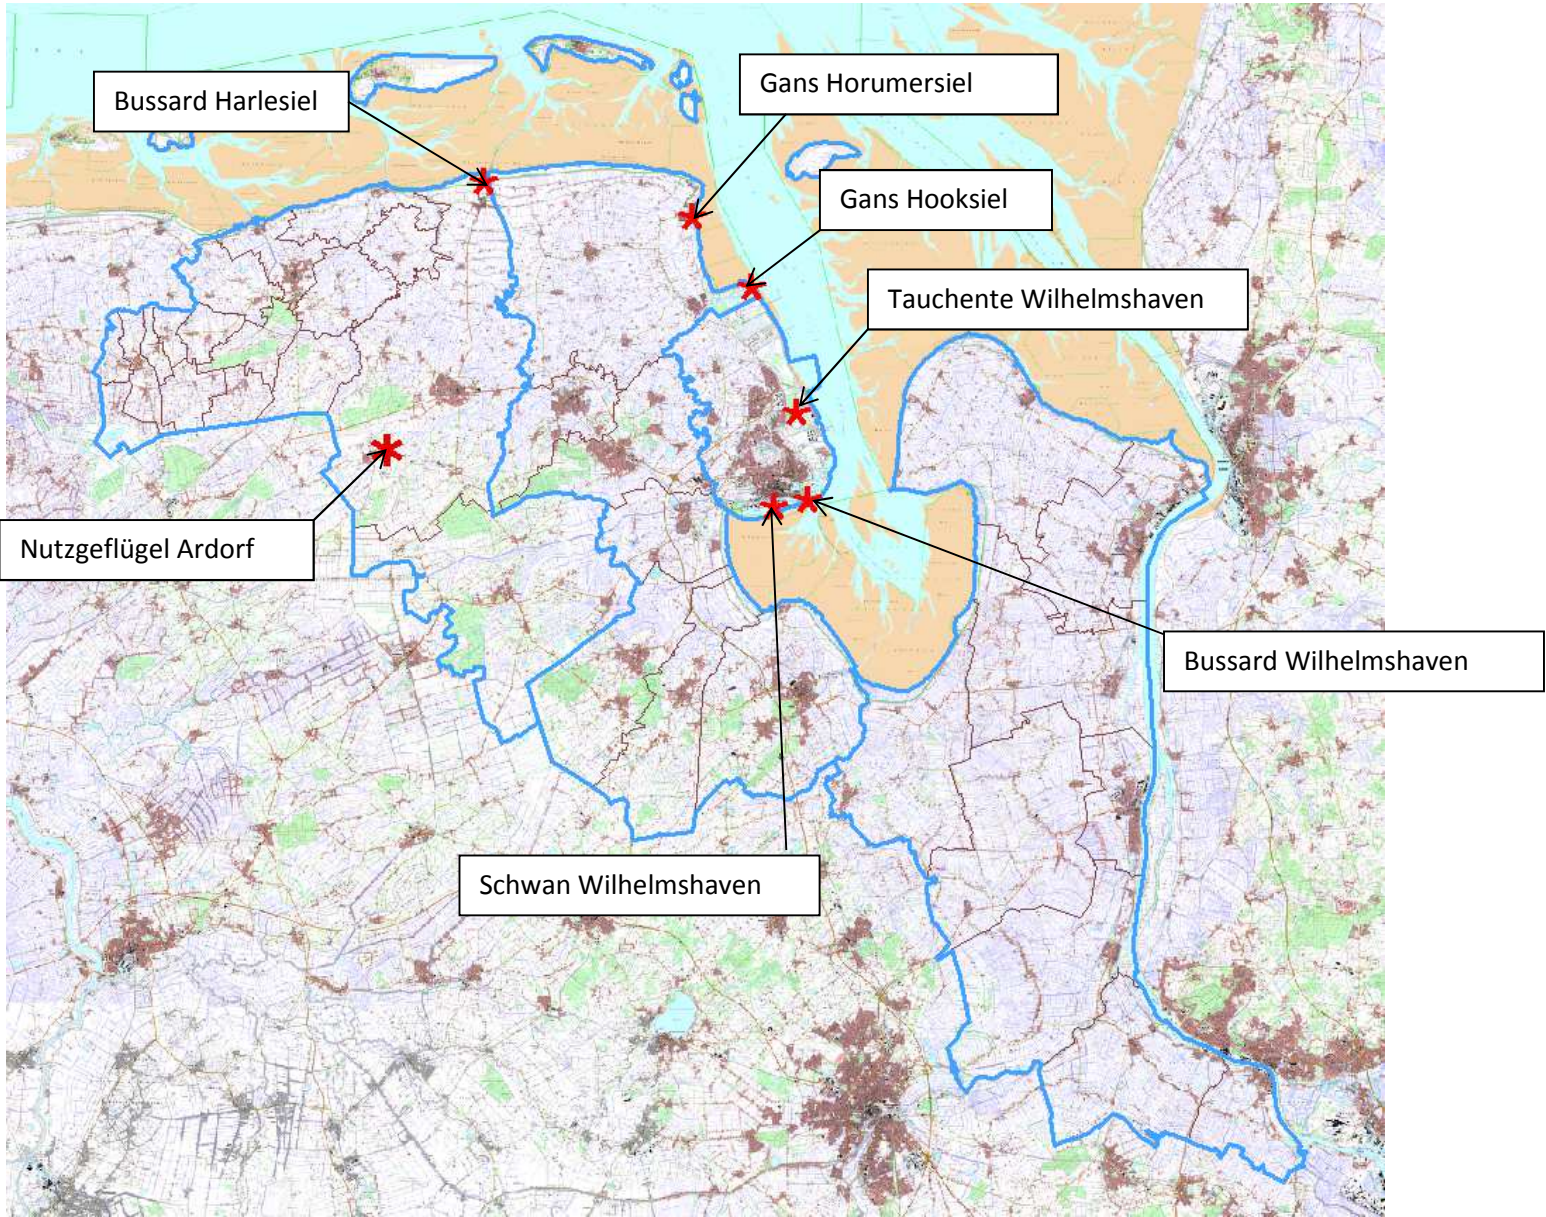 Gans Horumersiel
Bussard Harlesiel
Gans Hooksiel
Tauchente Wilhelmshaven
Nutzgeflügel Ardorf
Bussard Wilhelmshaven
Schwan Wilhelmshaven